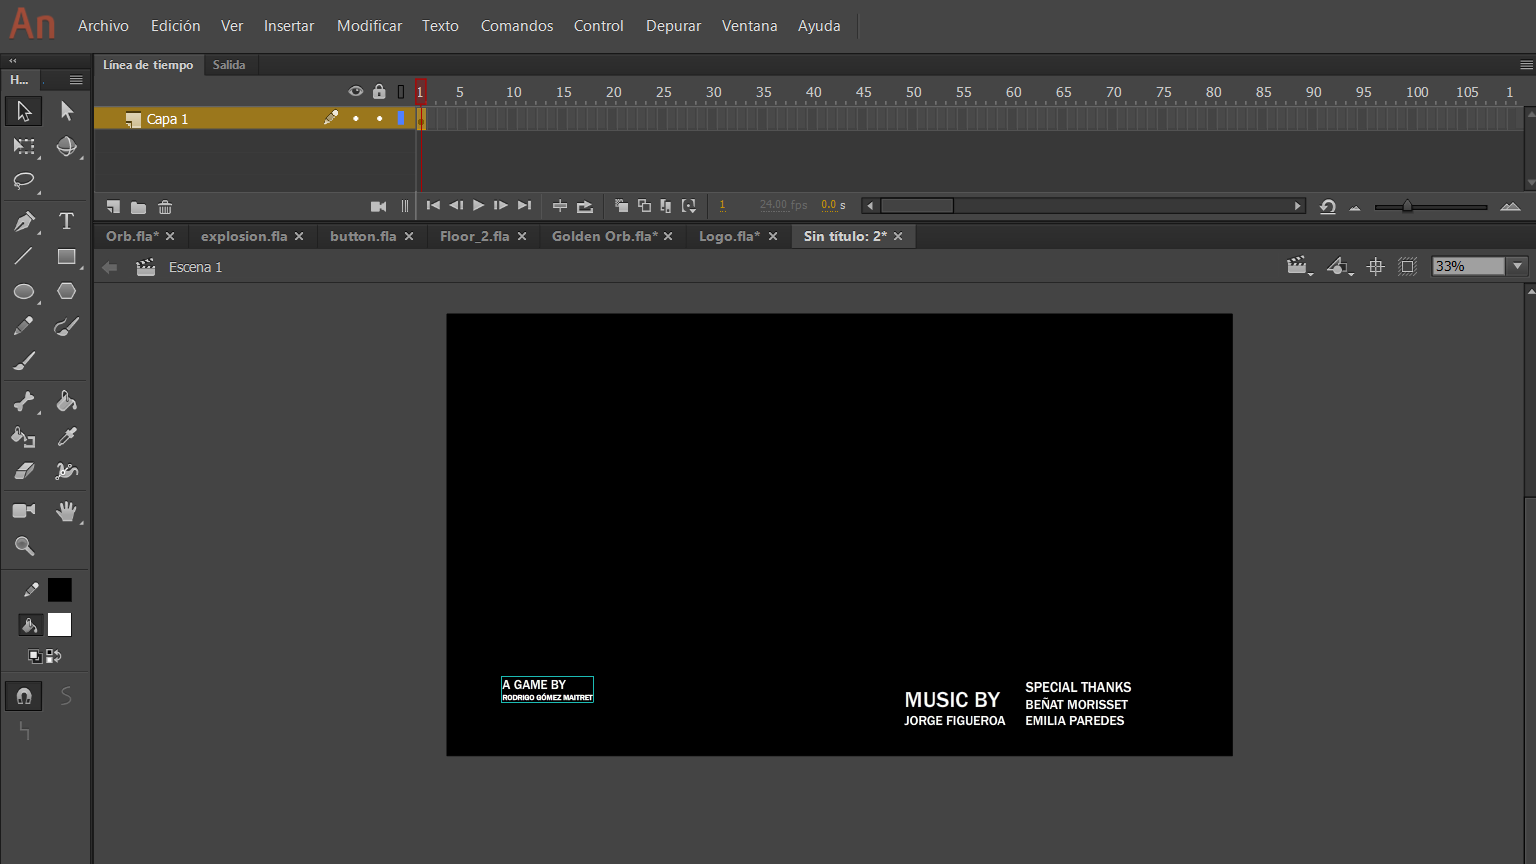 An Archivo Edición Ver Insertar Modificar Texto Comandos Control Depurar Ventana Ayuda
H... Línea de tiempo Salida
1 5 10 15 20 25 30 35 40 45 50 55 60 65 70 75 80 85 90 95 100 105 1
Capa 1
1 24.00 fps 0.0 s
Orb.fla* explosion.fla button.fla Floor_2.fla Golden Orb.fla* Logo.fla* Sin título: 2*
Escena 1 33%
A GAME BY
RODRIGO GÓMEZ MAITRET
MUSIC BY
JORGE FIGUEROA
SPECIAL THANKS
BEÑAT MORISSET
EMILIA PAREDES